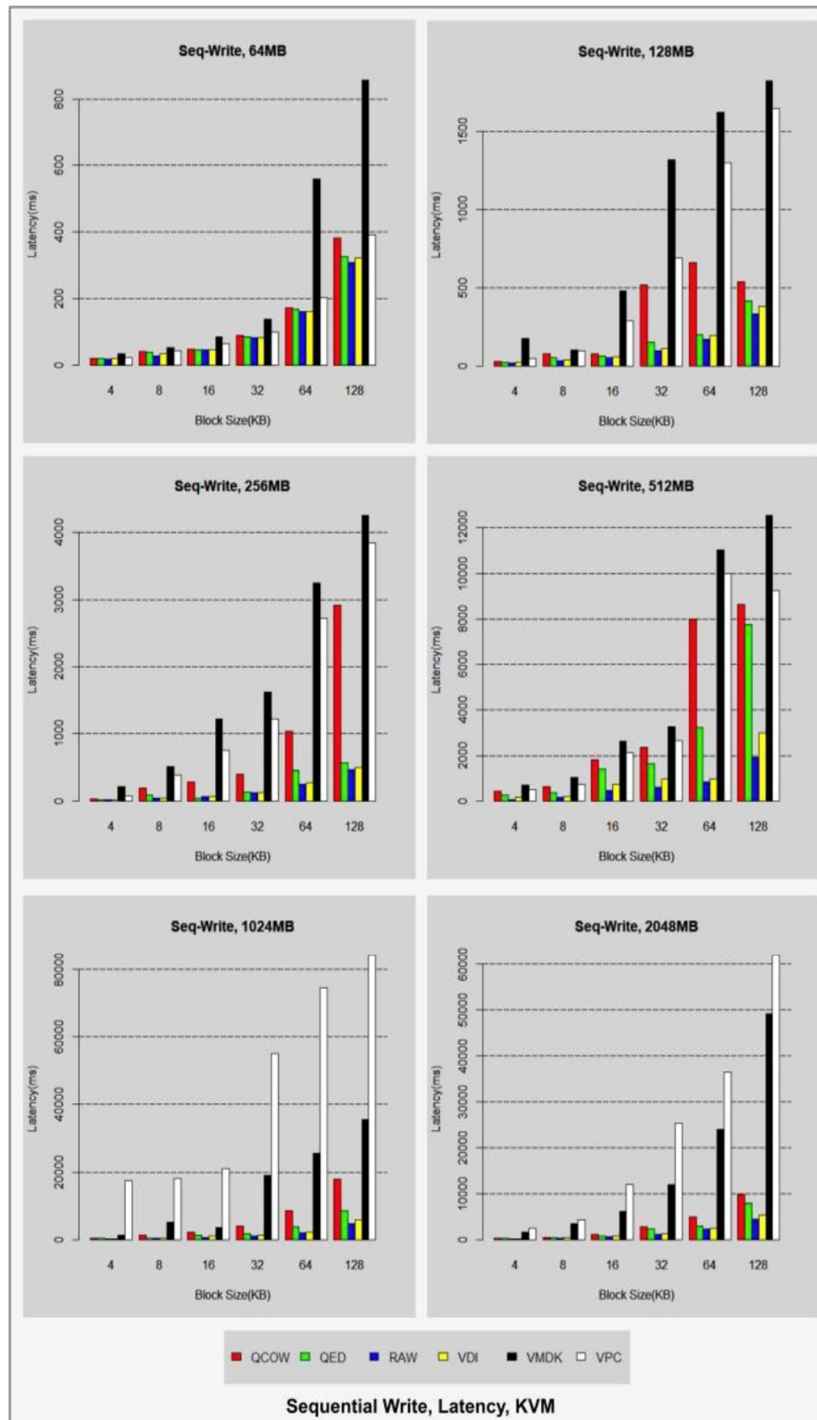 Seq-Write, 64MB
Latency(ms)
0
200
400
600
800
4 8 16 32 64 128
Block Size(KB)
Seq-Write, 128MB
Latency(ms)
0
500
1000
1500
4 8 16 32 64 128
Block Size(KB)
Seq-Write, 256MB
Latency(ms)
0
1000
2000
3000
4000
4 8 16 32 64 128
Block Size(KB)
Seq-Write, 512MB
Latency(ms)
0
2000
4000
6000
8000
10000
12000
4 8 16 32 64 128
Block Size(KB)
Seq-Write, 1024MB
Latency(ms)
0
20000
40000
60000
80000
4 8 16 32 64 128
Block Size(KB)
Seq-Write, 2048MB
Latency(ms)
0
10000
20000
30000
40000
50000
60000
4 8 16 32 64 128
Block Size(KB)
QCOW QED RAW VDI VMDK VPC
Sequential Write, Latency, KVM